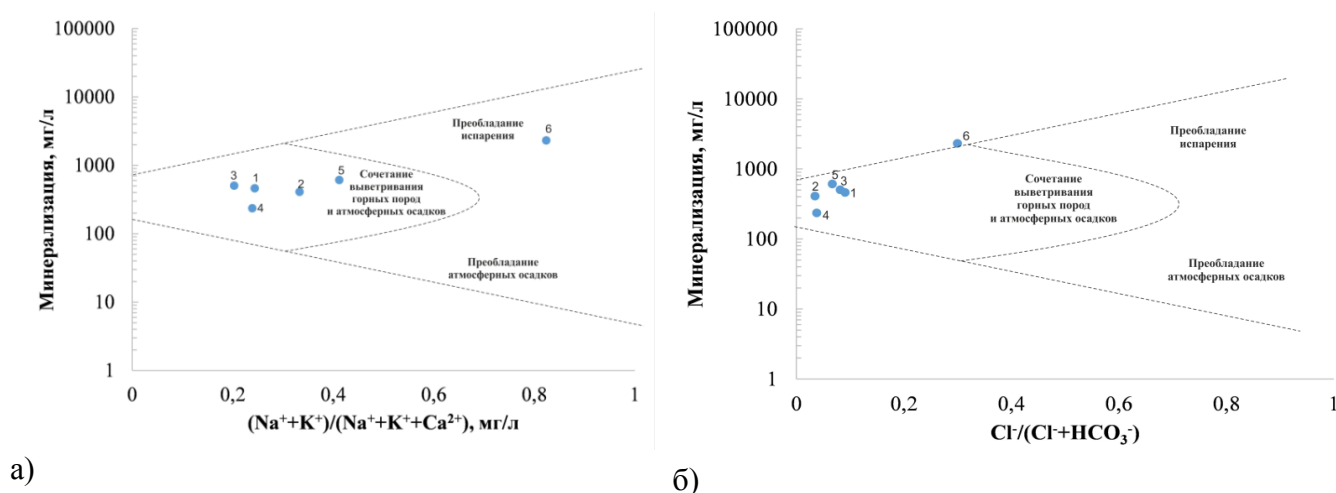 100000
10000
1000
100
10
1
Минерализация, мг/л
Преобладание
испарения
Сочетание
выветривания
горных пород
и атмосферных осадков
Преобладание
атмосферных осадков
3
1
2
4
5
6
0
0,2
0,4
0,6
0,8
1
(Na⁺+K⁺)/(Na⁺+K⁺+Ca²⁺), мг/л
а)
100000
10000
1000
100
10
1
Минерализация, мг/л
Преобладание
испарения
Сочетание
выветривания
горных пород
и атмосферных осадков
Преобладание
атмосферных осадков
6
5
3
2
1
4
0
0,2
0,4
0,6
0,8
1
Cl⁻/(Cl⁻+HCO₃⁻)
б)